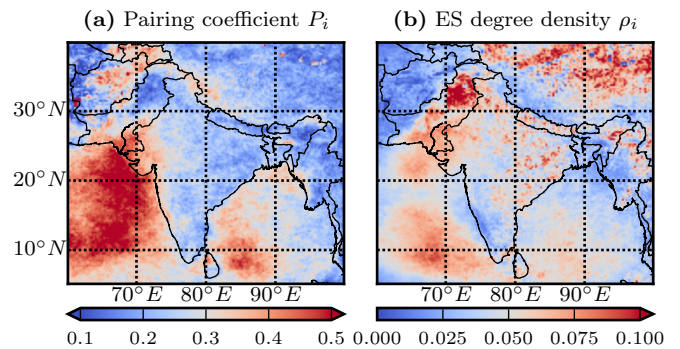 (a) Pairing coefficient P_i
(b) ES degree density ρ_i
30°N
20°N
10°N
70°E 80°E 90°E
70°E 80°E 90°E
0.1 0.2 0.3 0.4 0.5
0.000 0.025 0.050 0.075 0.100